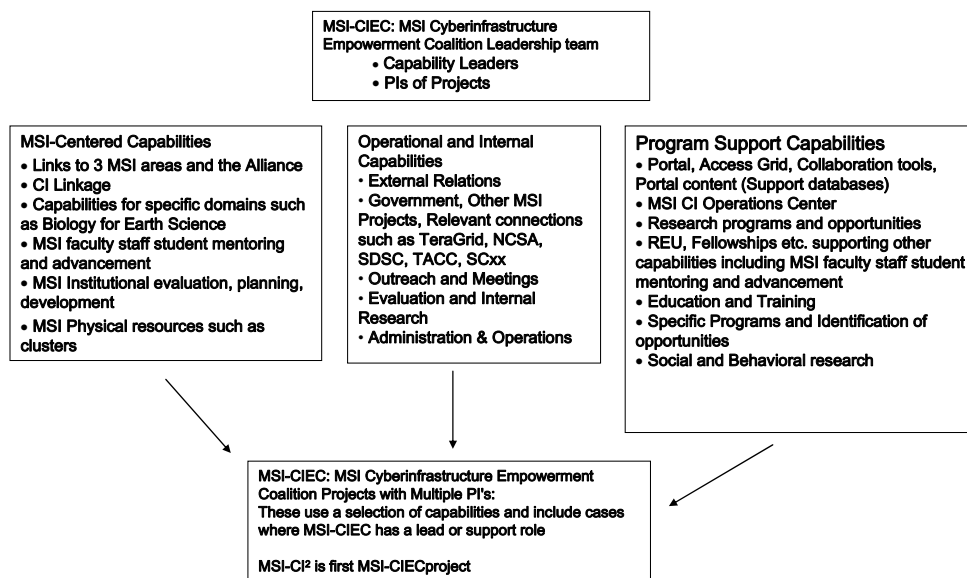 MSI-CIEC: MSI Cyberinfrastructure
Empowerment Coalition Leadership team
• Capability Leaders
• PIs of Projects
MSI-Centered Capabilities
• Links to 3 MSI areas and the Alliance
• CI Linkage
• Capabilities for specific domains such
as Biology for Earth Science
• MSI faculty staff student mentoring
and advancement
• MSI Institutional evaluation, planning,
development
• MSI Physical resources such as
clusters
Operational and Internal
Capabilities
• External Relations
• Government, Other MSI
Projects, Relevant connections
such as TeraGrid, NCSA,
SDSC, TACC, SCxx
• Outreach and Meetings
• Evaluation and Internal
Research
• Administration & Operations
Program Support Capabilities
• Portal, Access Grid, Collaboration tools,
Portal content (Support databases)
• MSI CI Operations Center
• Research programs and opportunities
• REU, Fellowships etc. supporting other
capabilities including MSI faculty staff student
mentoring and advancement
• Education and Training
• Specific Programs and Identification of
opportunities
• Social and Behavioral research
MSI-CIEC: MSI Cyberinfrastructure Empowerment
Coalition Projects with Multiple PI's:
These use a selection of capabilities and include cases
where MSI-CIEC has a lead or support role
MSI-CI² is first MSI-CIECproject